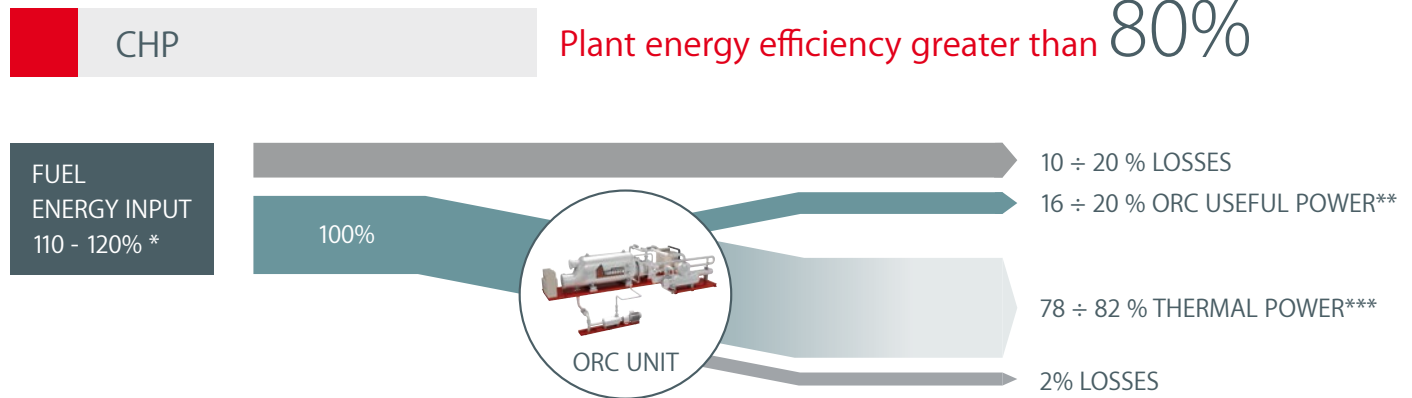 CHP
Plant energy efficiency greater than 80%
FUEL
ENERGY INPUT
110 - 120% *
100%
ORC UNIT
10 ÷ 20 % LOSSES
16 ÷ 20 % ORC USEFUL POWER**
78 ÷ 82 % THERMAL POWER***
2% LOSSES